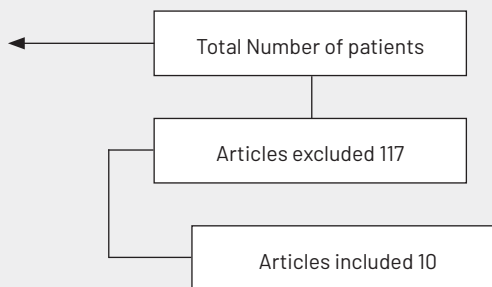 Total Number of patients
Articles excluded 117
Articles included 10